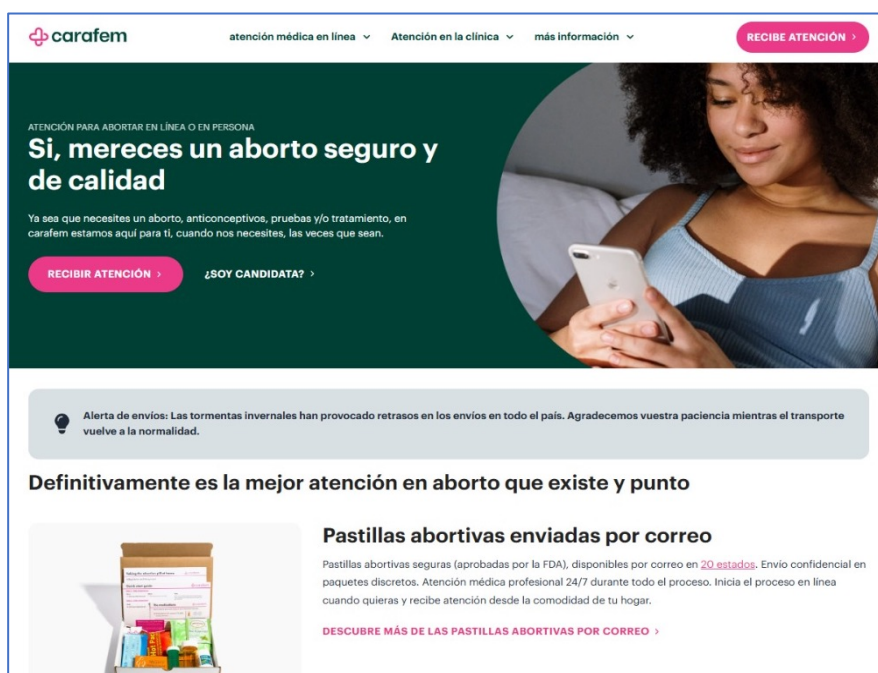 carafem
atención médica en línea
Atención en la clínica
más información
RECIBE ATENCIÓN >
ATENCIÓN PARA ABORTAR EN LÍNEA O EN PERSONA
Si, mereces un aborto seguro y
de calidad
Ya sea que necesites un aborto, anticonceptivos, pruebas y/o tratamiento, en
carafem estamos aquí para ti, cuando nos necesites, las veces que sean.
RECIBIR ATENCIÓN >
¿SOY CANDIDATA? >
Alerta de envíos: Las tormentas invernales han provocado retrasos en los envíos en todo el país. Agradecemos vuestra paciencia mientras el transporte
vuelve a la normalidad.
Definitivamente es la mejor atención en aborto que existe y punto
Pastillas abortivas enviadas por correo
Pastillas abortivas seguras (aprobadas por la FDA), disponibles por correo en 20 estados. Envío confidencial en
paquetes discretos. Atención médica profesional 24/7 durante todo el proceso. Inicia el proceso en línea
cuando quieras y recibe atención desde la comodidad de tu hogar.
DESCUBRE MÁS DE LAS PASTILLAS ABORTIVAS POR CORREO >